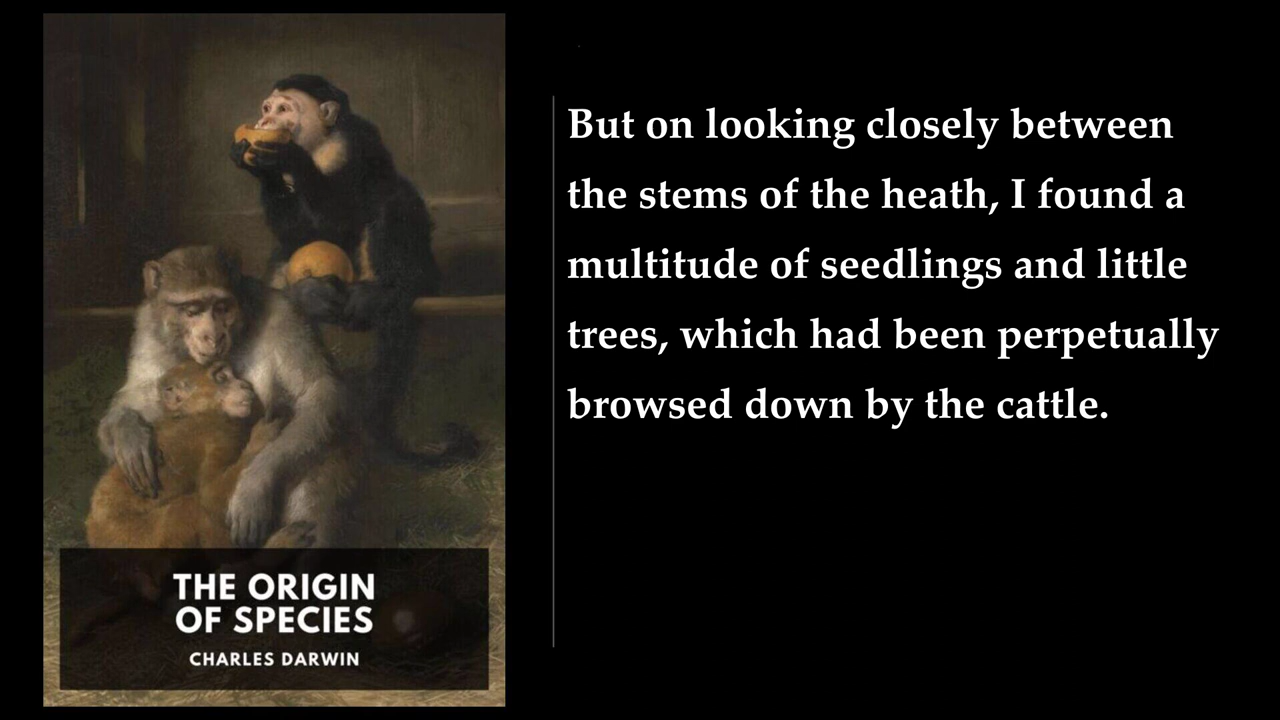 But on looking closely between
the stems of the heath, I found a
multitude of seedlings and little
trees, which had been perpetually
browsed down by the cattle.
THE ORIGIN
OF SPECIES
CHARLES DARWIN